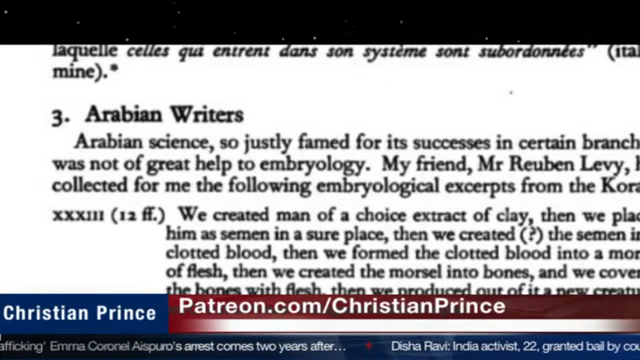 laquelle celles qui entrent dans son système sont subordonnées" (ital
mine).*
3. Arabian Writers
Arabian science, so justly famed for its successes in certain branch
was not of great help to embryology. My friend, Mr Reuben Levy, h
collected for me the following embryological excerpts from the Kora
XXXIII (12 ff.) We created man of a choice extract of clay, then we plac
him as semen in a sure place, then we created (?) the semen in
clotted blood, then we formed the clotted blood into a mor
of flesh, then we created the morsel into bones, and we cove
the bones with flesh, then we produced out of it a new creatu
Christian Prince
Patreon.com/ChristianPrince
afficking' Emma Coronel Aispuro's arrest comes two years after…
Disha Ravi: India activist, 22, granted bail by cou